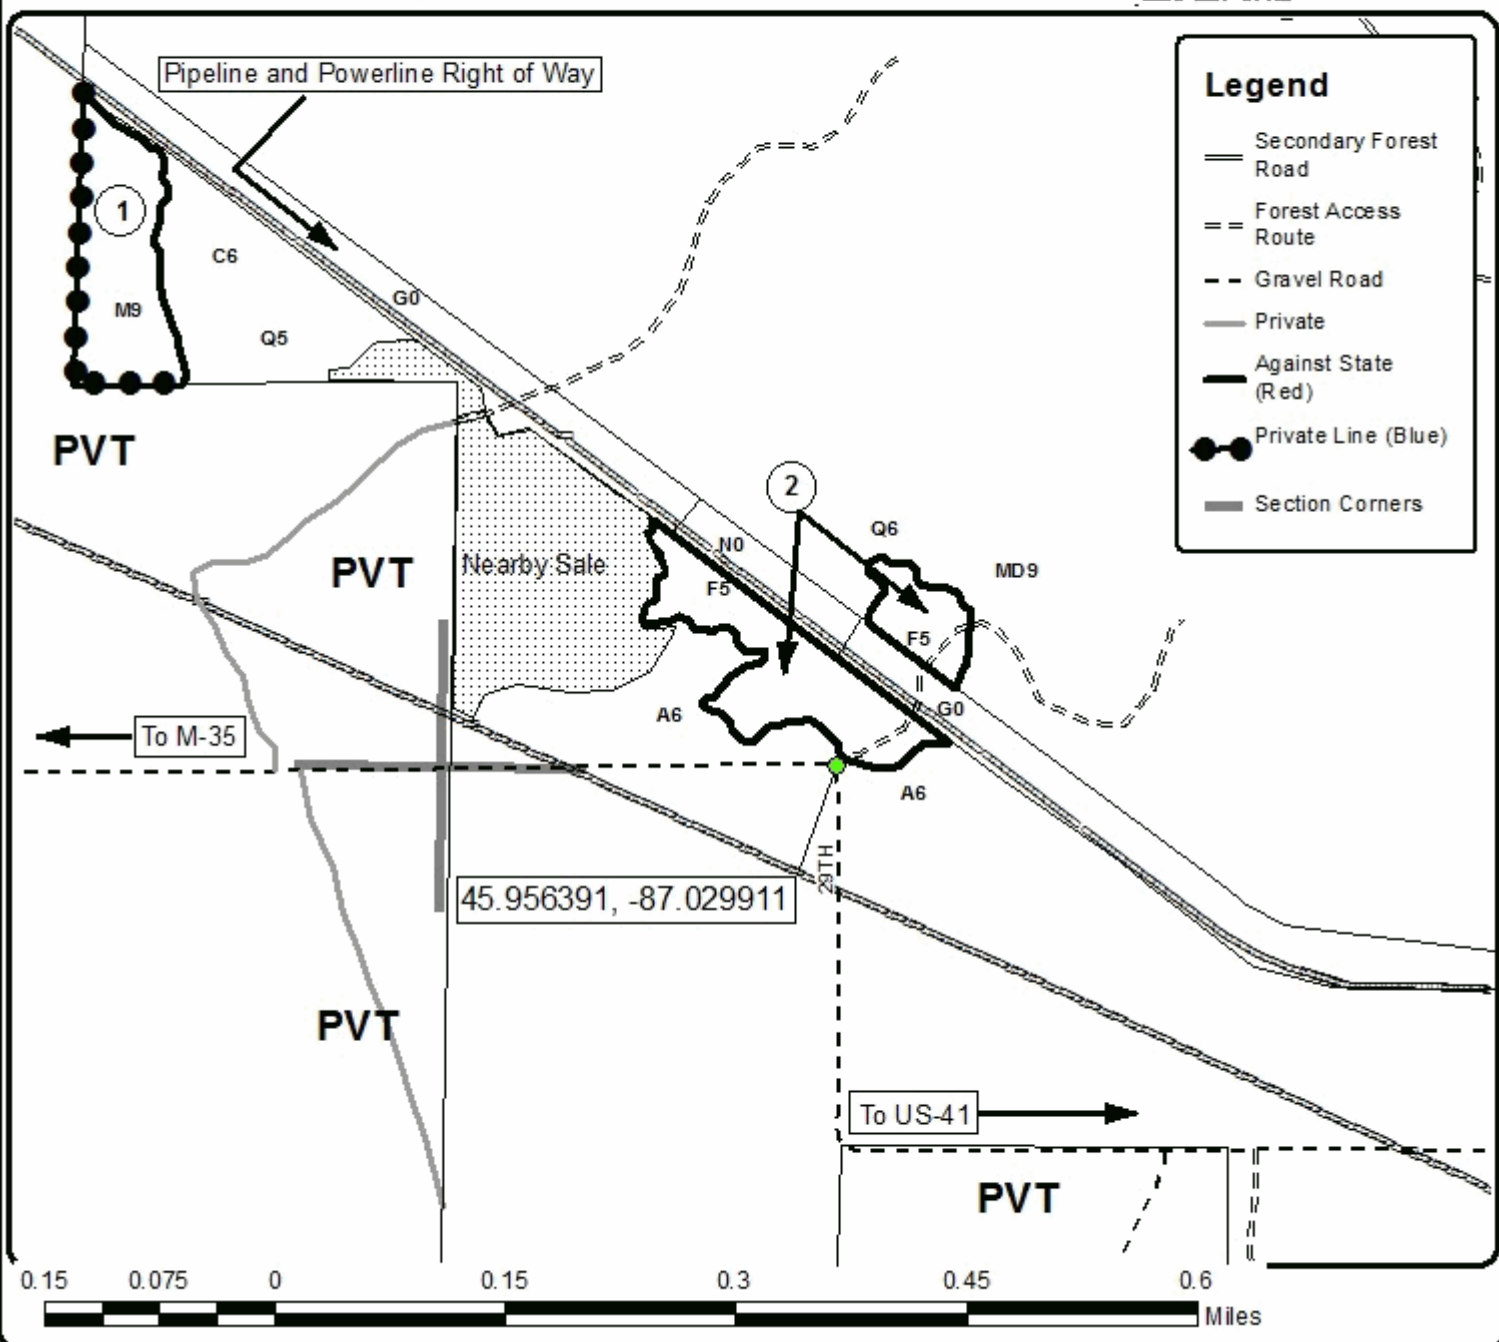 Pipeline and Powerline Right of Way
Legend
Secondary Forest
Road
Forest Access
Route
Gravel Road
Private
Against State
(Red)
Private Line (Blue)
Section Corners
1
C6
M9
G0
Q5
PVT
2
Q6
N0
MD9
PVT
Nearby Sale
F5
F5
A6
G0
To M-35
A6
29TH
45.956391, -87.029911
PVT
To US-41
PVT
0.15 0.075 0 0.15 0.3 0.45 0.6
Miles